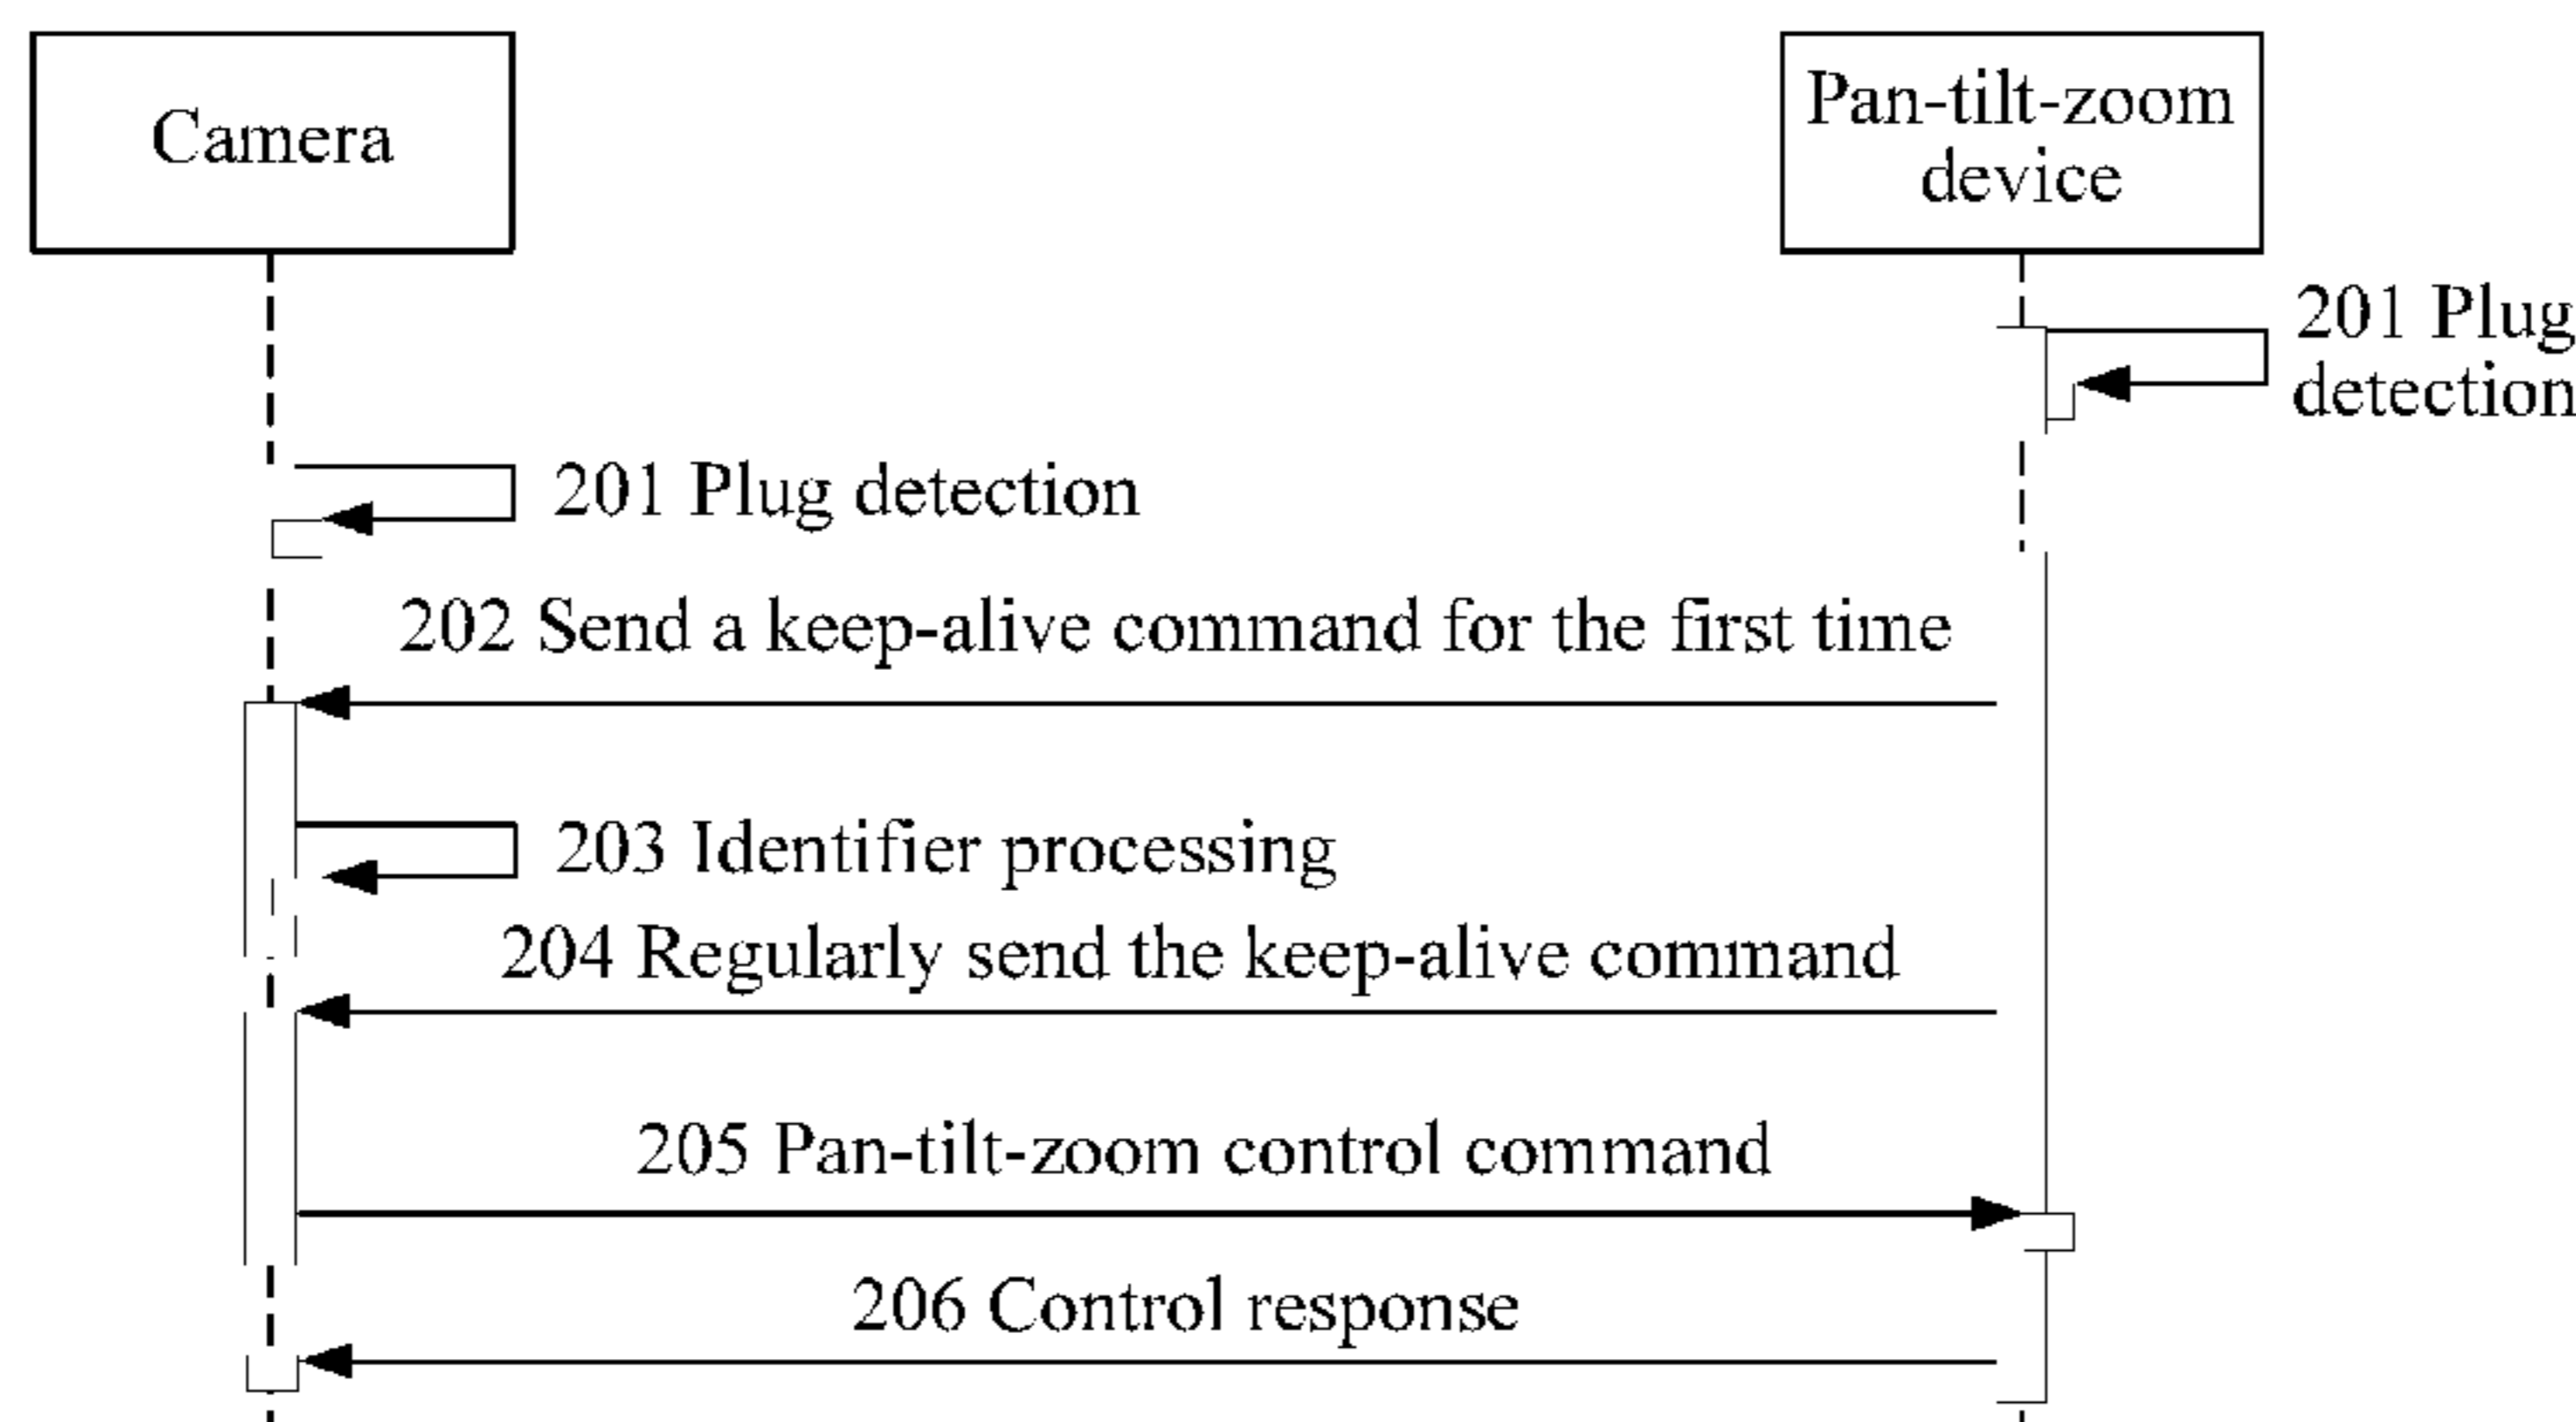 Camera
Pan-tilt-zoom
device
201 Plug
detection
201 Plug detection
202 Send a keep-alive command for the first time
203 Identifier processing
204 Regularly send the keep-alive command
205 Pan-tilt-zoom control command
206 Control response